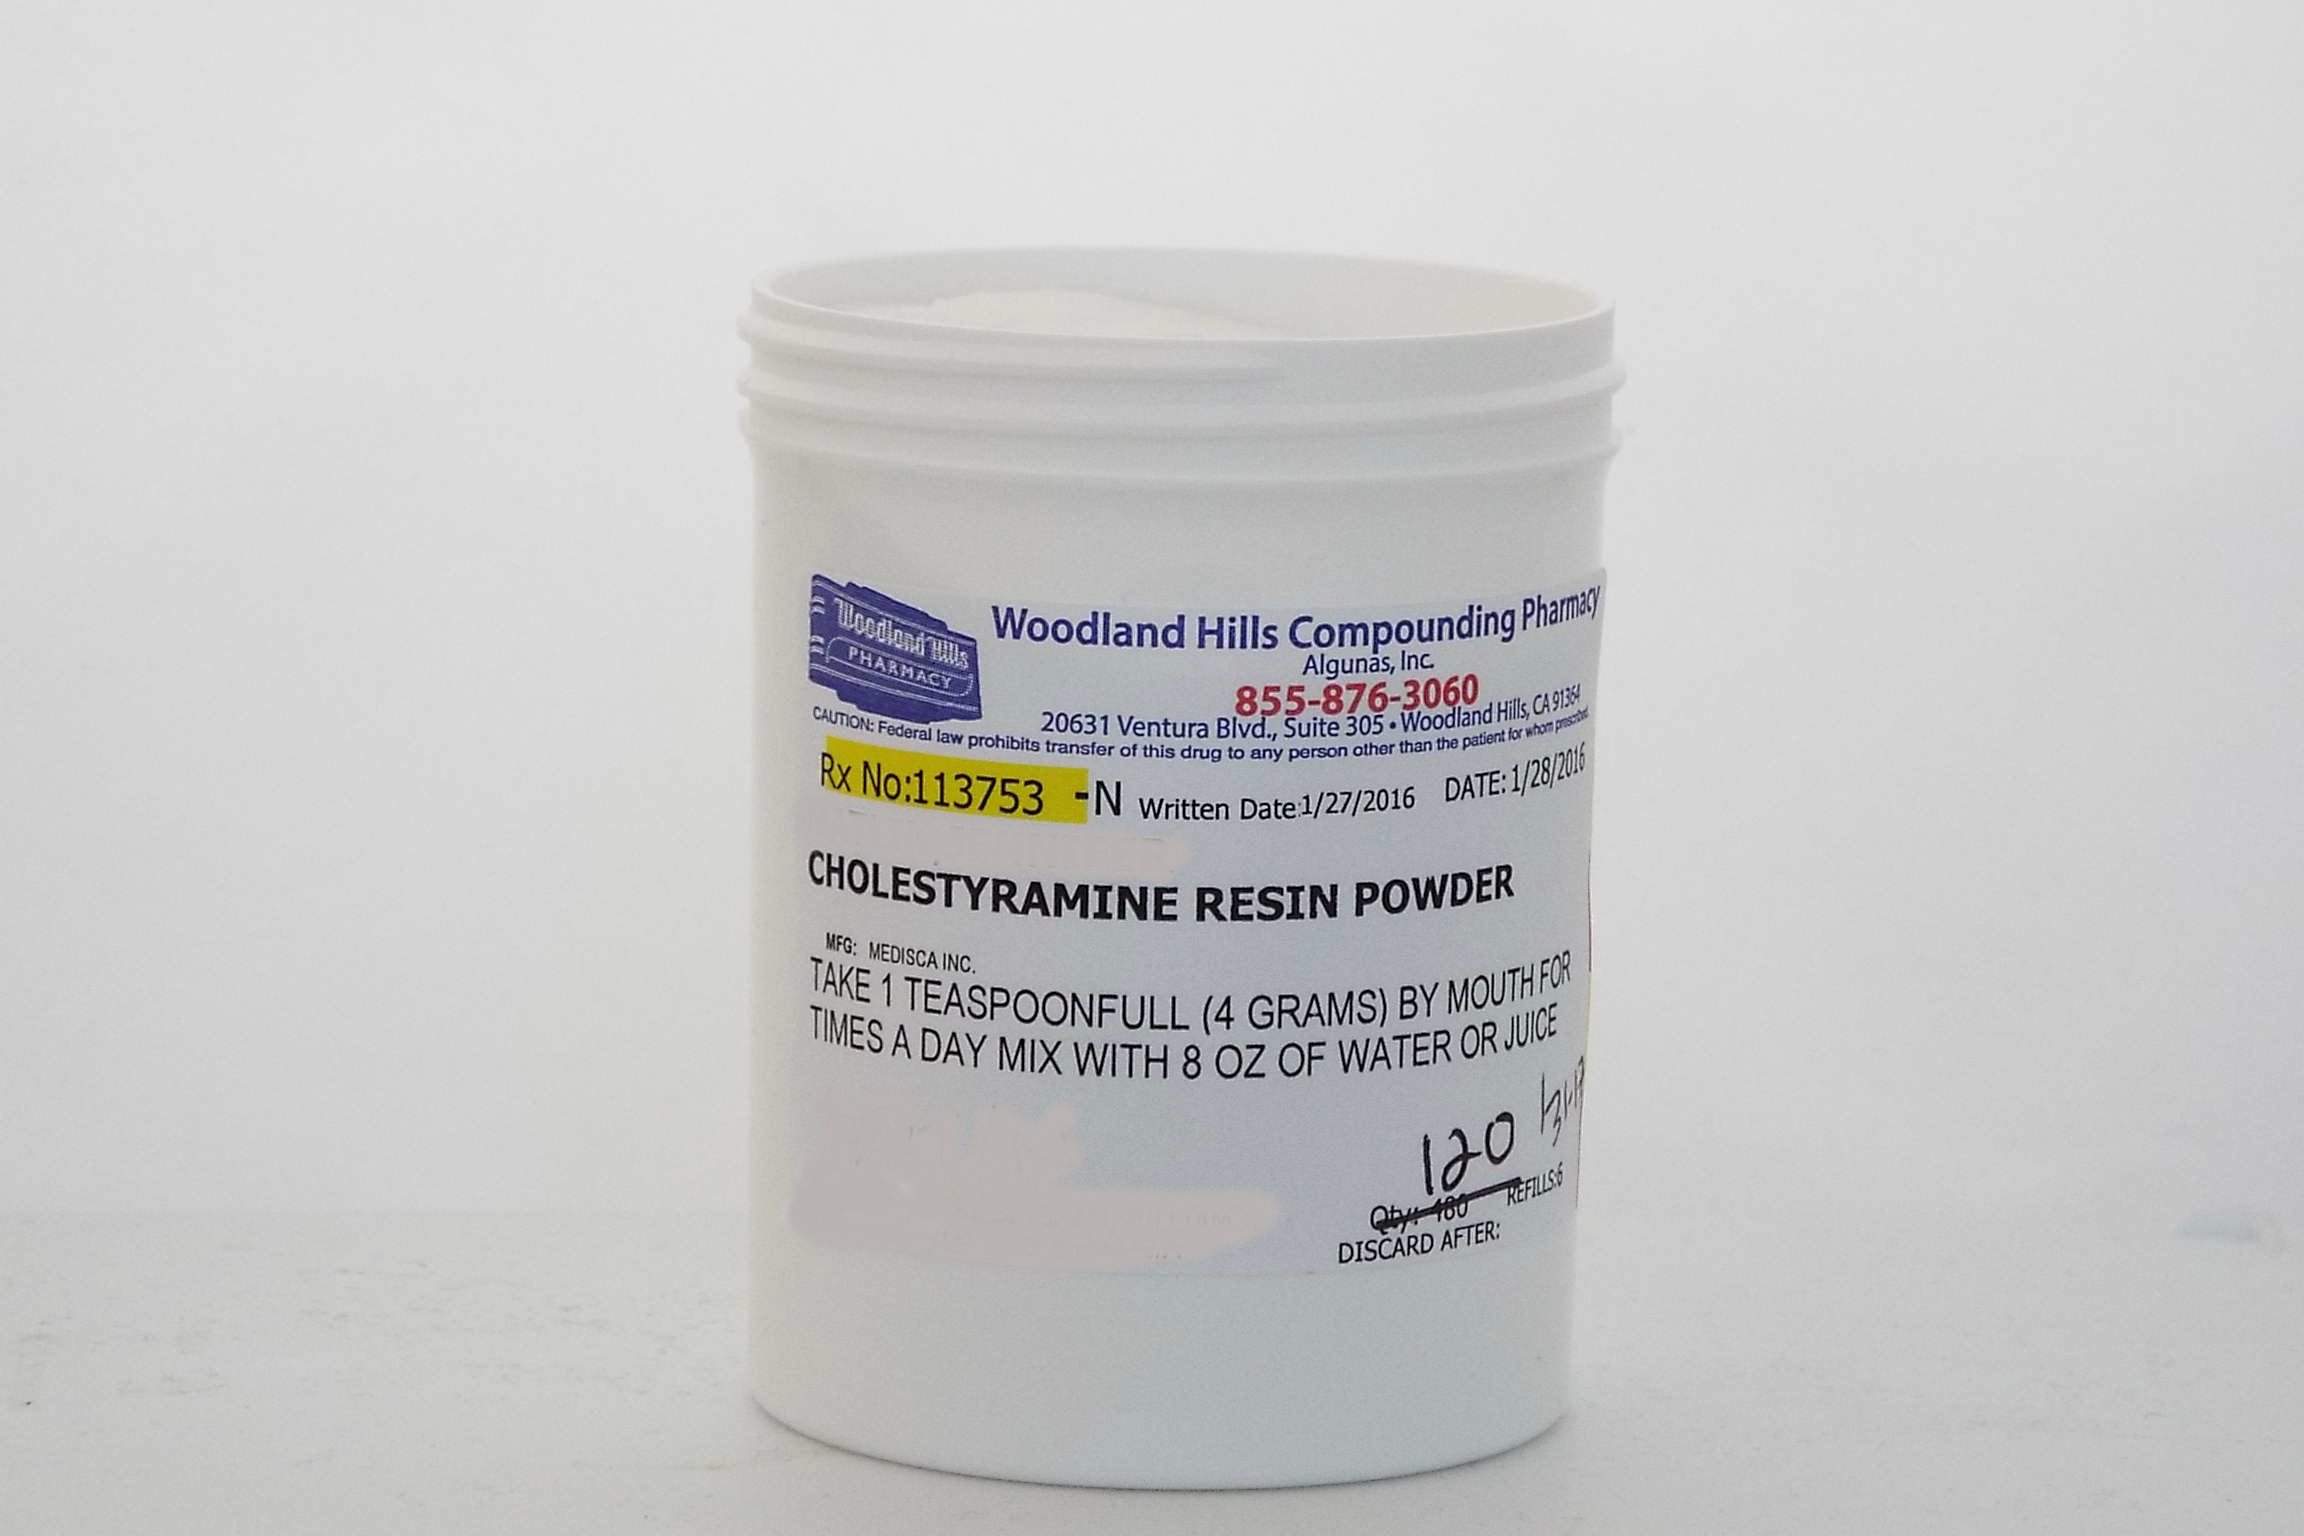 Woodland Hills
PHARMACY
Woodland Hills Compounding Pharmacy
Algunas, Inc.
855-876-3060
20631 Ventura Blvd., Suite 305 • Woodland Hills, CA 91364
CAUTION: Federal law prohibits transfer of this drug to any person other than the patient for whom prescribed.
Rx No:113753 -N Written Date:1/27/2016 DATE: 1/28/2016
CHOLESTYRAMINE RESIN POWDER
MFG: MEDISCA INC.
TAKE 1 TEASPOONFULL (4 GRAMS) BY MOUTH FOR
TIMES A DAY MIX WITH 8 OZ OF WATER OR JUICE
120
Qty: 480 REFILLS:6
DISCARD AFTER: